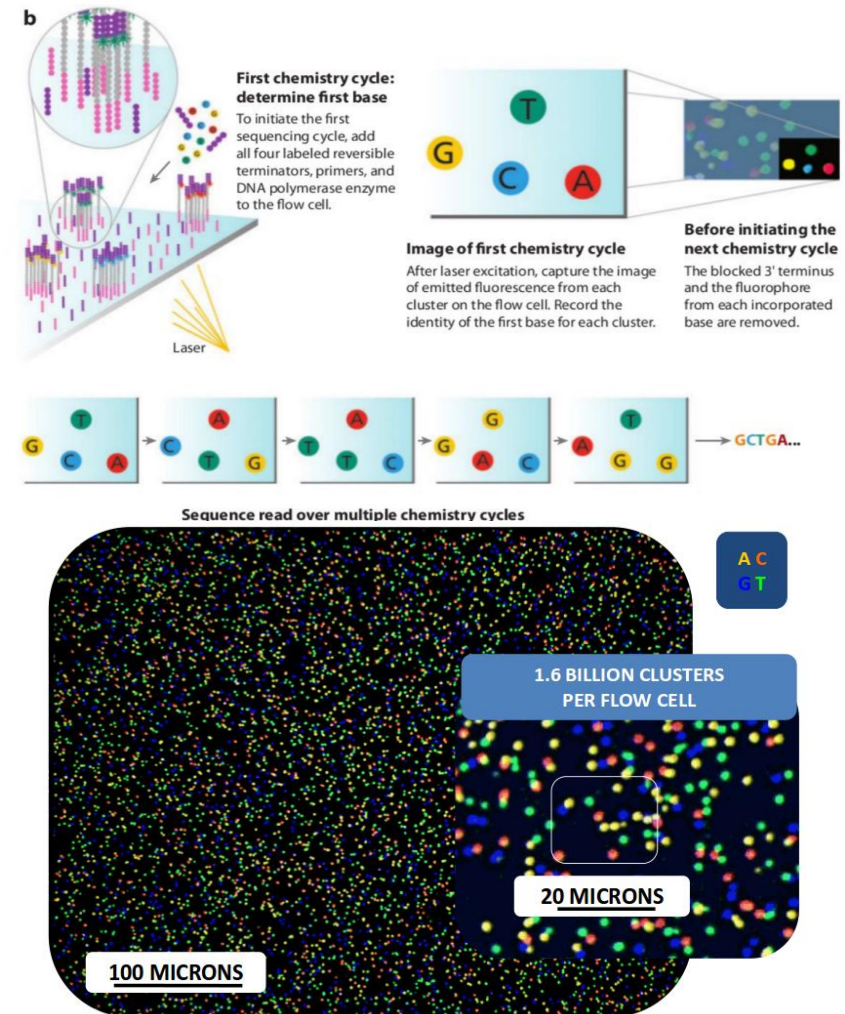 b
First chemistry cycle:
determine first base
To initiate the first
sequencing cycle, add
all four labeled reversible
terminators, primers, and
DNA polymerase enzyme
to the flow cell.
Laser
T
G
C
A
Image of first chemistry cycle
After laser excitation, capture the image
of emitted fluorescence from each
cluster on the flow cell. Record the
identity of the first base for each cluster.
Before initiating the
next chemistry cycle
The blocked 3' terminus
and the fluorophore
from each incorporated
base are removed.
T
G
C
A
A
C
T
G
A
T
T
C
G
G
A
C
T
A
G
G
GCTGA...
Sequence read over multiple chemistry cycles
A C
G T
1.6 BILLION CLUSTERS
PER FLOW CELL
20 MICRONS
100 MICRONS